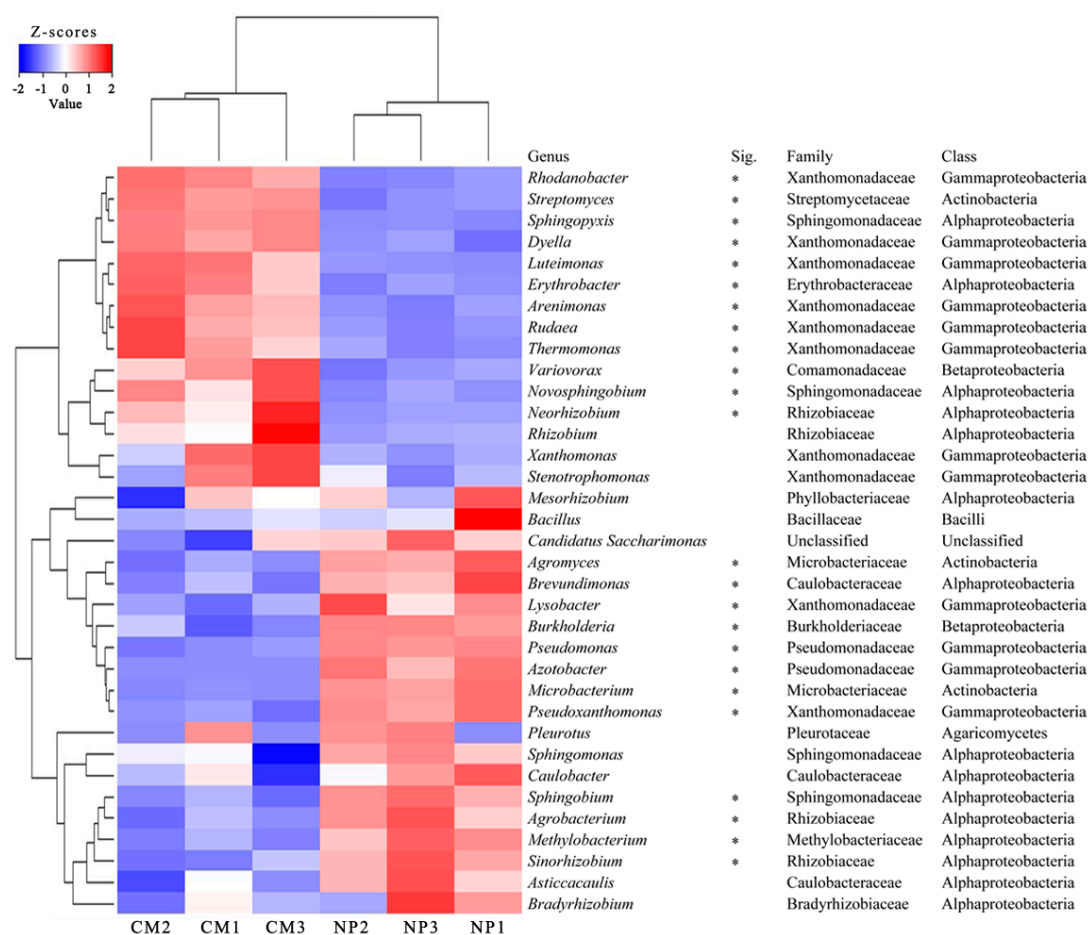 Z-scores
-2 -1 0 1 2
Value
Genus Sig. Family Class
Rhodanobacter * Xanthomonadaceae Gammaproteobacteria
Streptomyces * Streptomycetaceae Actinobacteria
Sphingopyxis * Sphingomonadaceae Alphaproteobacteria
Dyella * Xanthomonadaceae Gammaproteobacteria
Luteimonas * Xanthomonadaceae Gammaproteobacteria
Erythrobacter * Erythrobacteraceae Alphaproteobacteria
Arenimonas * Xanthomonadaceae Gammaproteobacteria
Rudaea * Xanthomonadaceae Gammaproteobacteria
Thermomonas * Xanthomonadaceae Gammaproteobacteria
Variovorax * Comamonadaceae Betaproteobacteria
Novosphingobium * Sphingomonadaceae Alphaproteobacteria
Neorhizobium * Rhizobiaceae Alphaproteobacteria
Rhizobium Rhizobiaceae Alphaproteobacteria
Xanthomonas Xanthomonadaceae Gammaproteobacteria
Stenotrophomonas Xanthomonadaceae Gammaproteobacteria
Mesorhizobium Phyllobacteriaceae Alphaproteobacteria
Bacillus Bacillaceae Bacilli
Candidatus Saccharimonas Unclassified Unclassified
Agromyces * Microbacteriaceae Actinobacteria
Brevundimonas * Caulobacteraceae Alphaproteobacteria
Lysobacter * Xanthomonadaceae Gammaproteobacteria
Burkholderia * Burkholderiaceae Betaproteobacteria
Pseudomonas * Pseudomonadaceae Gammaproteobacteria
Azotobacter * Pseudomonadaceae Gammaproteobacteria
Microbacterium * Microbacteriaceae Actinobacteria
Pseudoxanthomonas * Xanthomonadaceae Gammaproteobacteria
Pleurotus Pleurotaceae Agaricomycetes
Sphingomonas Sphingomonadaceae Alphaproteobacteria
Caulobacter Caulobacteraceae Alphaproteobacteria
Sphingobium * Sphingomonadaceae Alphaproteobacteria
Agrobacterium * Rhizobiaceae Alphaproteobacteria
Methylobacterium * Methylobacteriaceae Alphaproteobacteria
Sinorhizobium * Rhizobiaceae Alphaproteobacteria
Asticcacaulis Caulobacteraceae Alphaproteobacteria
Bradyrhizobium Bradyrhizobiaceae Alphaproteobacteria
CM2 CM1 CM3 NP2 NP3 NP1